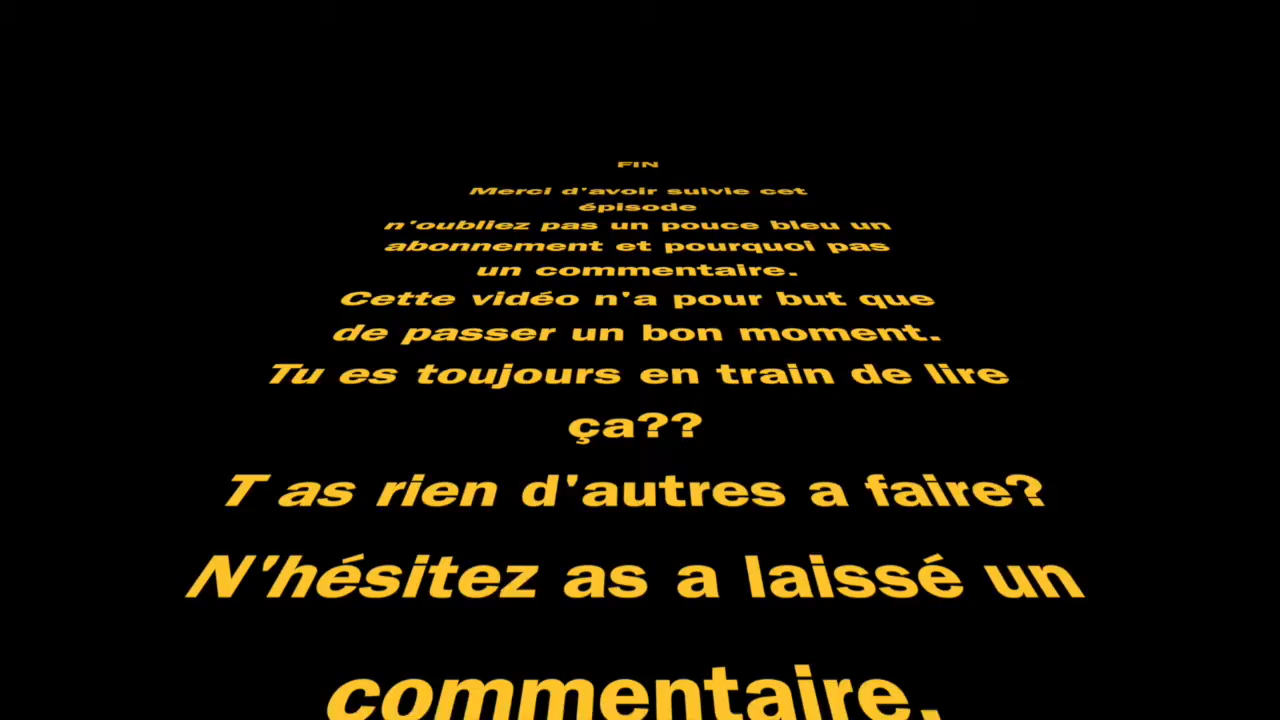 FIN
Merci d'avoir suivie cet
épisode
n'oubliez pas un pouce bleu un
abonnement et pourquoi pas
un commentaire.
Cette vidéo n'a pour but que
de passer un bon moment.
Tu es toujours en train de lire
ça??
T as rien d'autres a faire?
N'hésitez as a laissé un
commentaire.